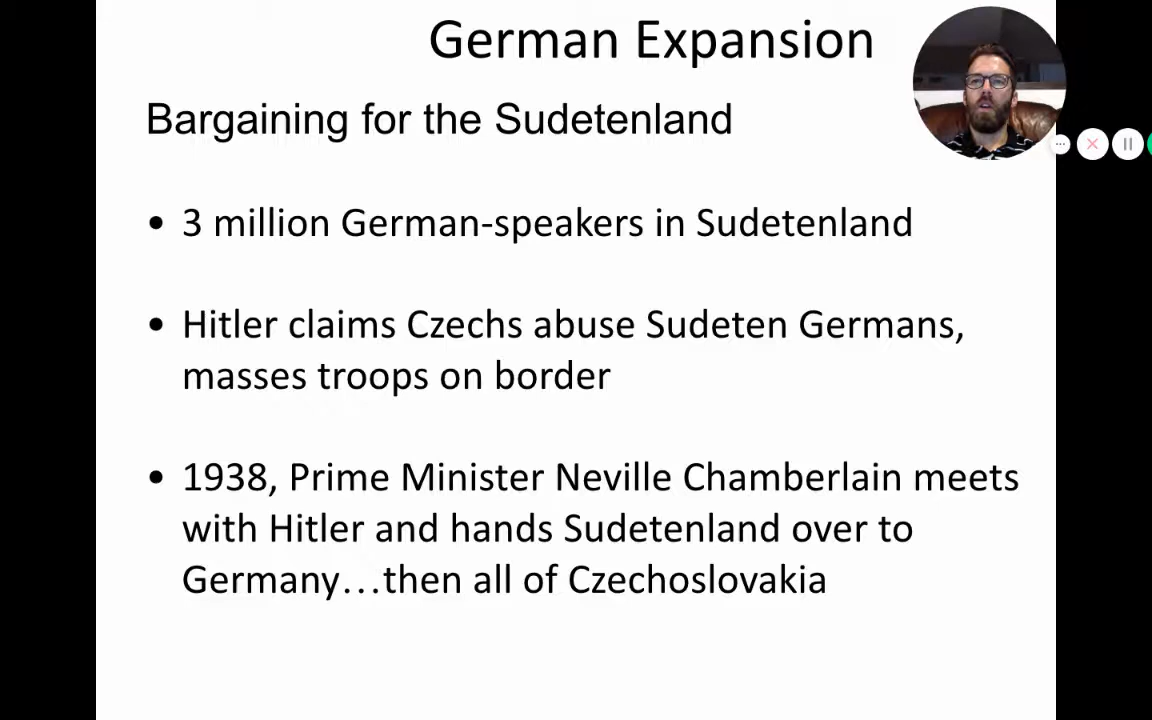 German Expansion
Bargaining for the Sudetenland
• 3 million German-speakers in Sudetenland
• Hitler claims Czechs abuse Sudeten Germans,
masses troops on border
• 1938, Prime Minister Neville Chamberlain meets
with Hitler and hands Sudetenland over to
Germany…then all of Czechoslovakia